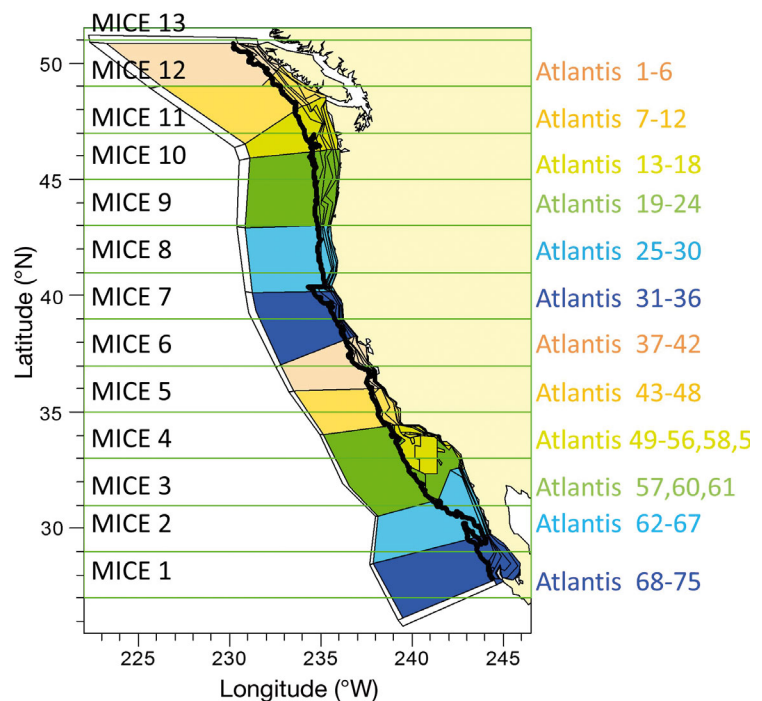 MICE 13
50
MICE 12
Atlantis 1-6
MICE 11
Atlantis 7-12
MICE 10
Atlantis 13-18
45
MICE 9
Atlantis 19-24
MICE 8
Atlantis 25-30
40
MICE 7
Atlantis 31-36
MICE 6
Atlantis 37-42
MICE 5
Atlantis 43-48
35
MICE 4
Atlantis 49-56,58,5
MICE 3
Atlantis 57,60,61
30
MICE 2
Atlantis 62-67
MICE 1
Atlantis 68-75
Latitude (°N)
225 230 235 240 245
Longitude (°W)